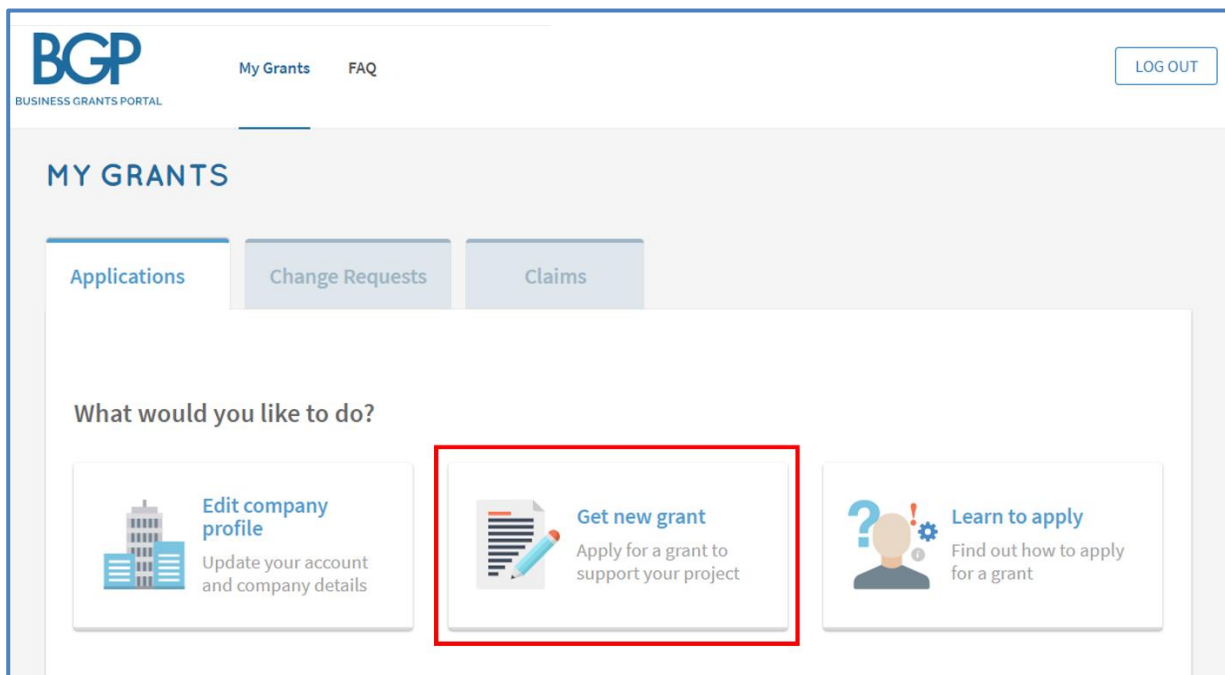 BGP
BUSINESS GRANTS PORTAL
My Grants
FAQ
LOG OUT
MY GRANTS
Applications
Change Requests
Claims
What would you like to do?
Edit company
profile
Update your account
and company details
Get new grant
Apply for a grant to
support your project
Learn to apply
Find out how to apply
for a grant